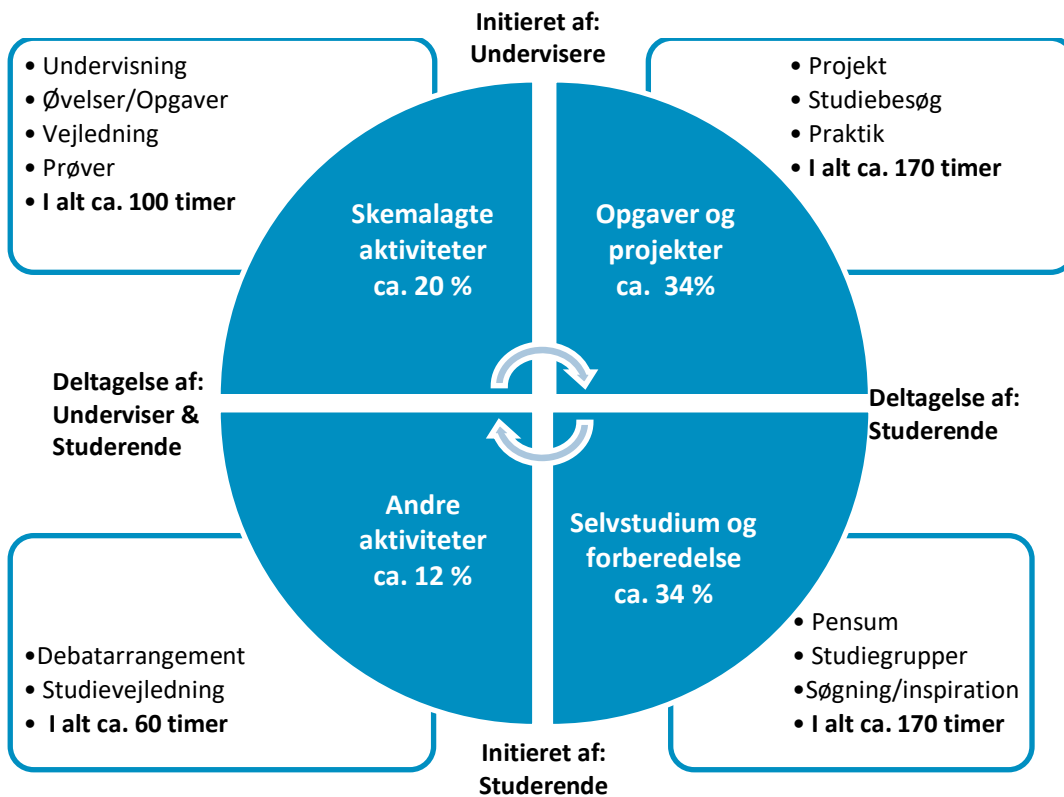 Initieret af:
Undervisere
• Undervisning
• Øvelser/Opgaver
• Vejledning
• Prøver
• I alt ca. 100 timer
• Projekt
• Studiebesøg
• Praktik
• I alt ca. 170 timer
Skemalagte
aktiviteter
ca. 20 %
Opgaver og
projekter
ca.  34%
Deltagelse af:
Underviser &
Studerende
Deltagelse af:
Studerende
Andre
aktiviteter
ca. 12 %
Selvstudium og
forberedelse
ca. 34 %
•Debatarrangement
• Studievejledning
• I alt ca. 60 timer
• Pensum
• Studiegrupper
•Søgning/inspiration
• I alt ca. 170 timer
Initieret af:
Studerende